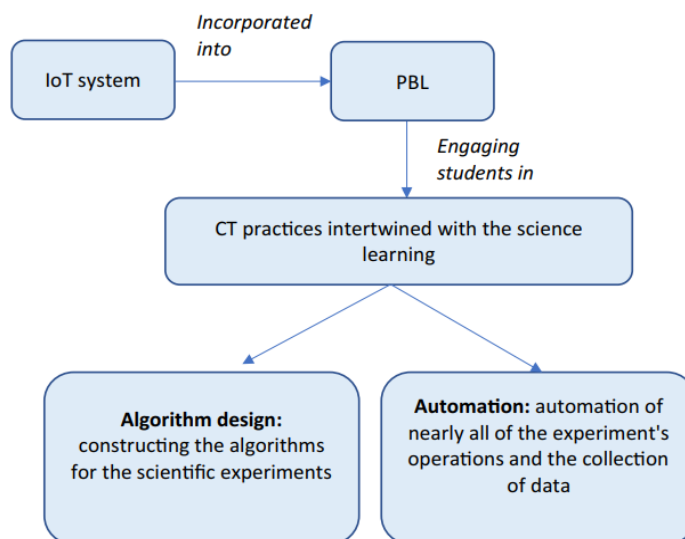 Incorporated
into
IoT system
PBL
Engaging
students in
CT practices intertwined with the science
learning
Algorithm design:
constructing the algorithms
for the scientific experiments
Automation: automation of
nearly all of the experiment's
operations and the collection
of data